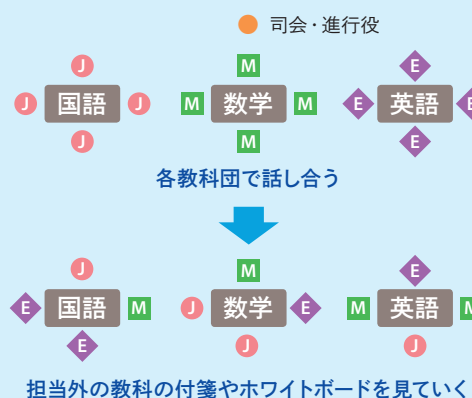 司会・進行役
J M E
国語 数学 英語
J J M M E E
J M E
各教科団で話し合う
J M E
国語 数学 英語
E M J E M M
E J J
担当外の教科の付箋やホワイトボードを見ていく